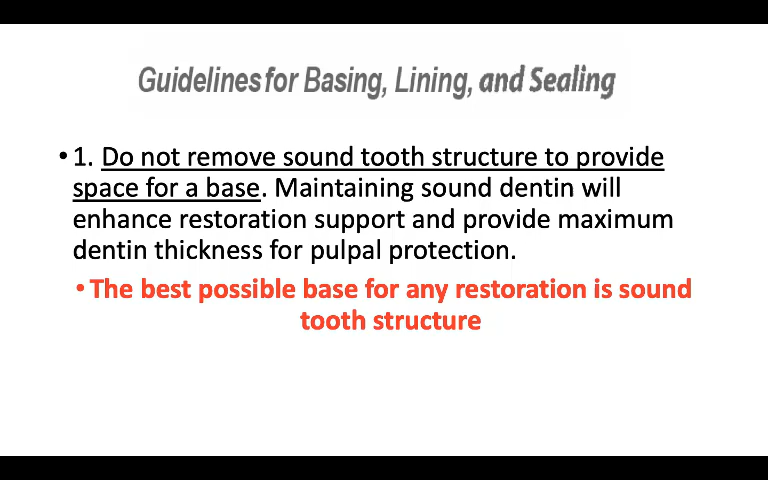 Guidelines for Basing, Lining, and Sealing
• 1. Do not remove sound tooth structure to provide
space for a base. Maintaining sound dentin will
enhance restoration support and provide maximum
dentin thickness for pulpal protection.
• The best possible base for any restoration is sound
tooth structure